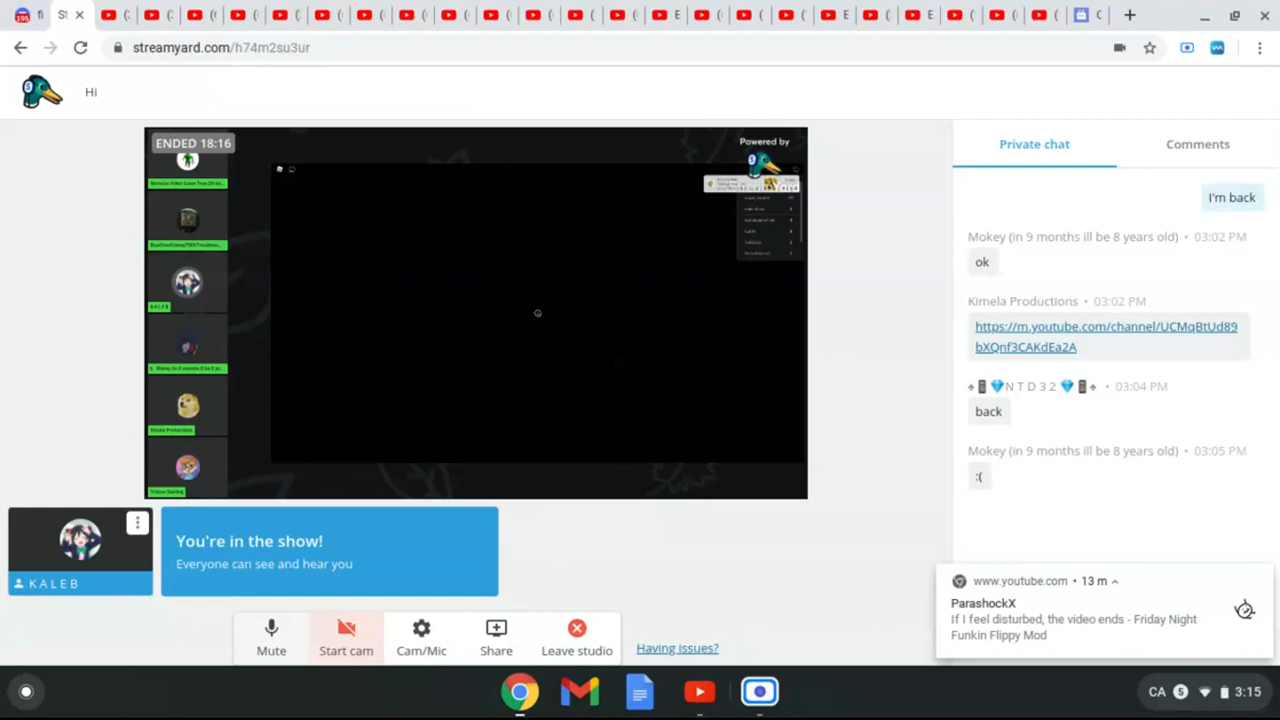 streamyard.com/h74m2su3ur
Hi
ENDED 18:16
Powered by
KALEB
Kimela Productions
You're in the show!
Everyone can see and hear you
K A L E B
Mute
Start cam
Cam/Mic
Share
Leave studio
Having issues?
Private chat
Comments
I'm back
Mokey (in 9 months ill be 8 years old) • 03:02 PM
ok
Kimela Productions • 03:02 PM
https://m.youtube.com/channel/UCMqBtUd89
bXQnf3CAKdEa2A
♠️🖥💎N T D 3 2 💎🖥♠️ • 03:04 PM
back
Mokey (in 9 months ill be 8 years old) • 03:05 PM
:(
www.youtube.com • 13 m
ParashockX
If I feel disturbed, the video ends - Friday Night
Funkin Flippy Mod
CA 5 3:15